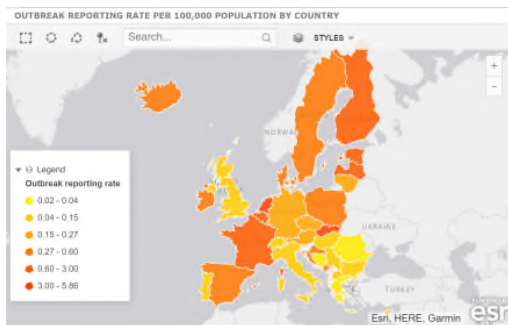 OUTBREAK REPORTING RATE PER 100,000 POPULATION BY COUNTRY
Search...
STYLES
+
-
NORWAY
Legend
Outbreak reporting rate
0.02 - 0.04
0.04 - 0.15
0.15 - 0.27
0.27 - 0.60
0.60 - 3.00
3.00 - 5.86
UKRAINE
TURKEY
Esri, HERE, Garmin
POWERED BY
esri